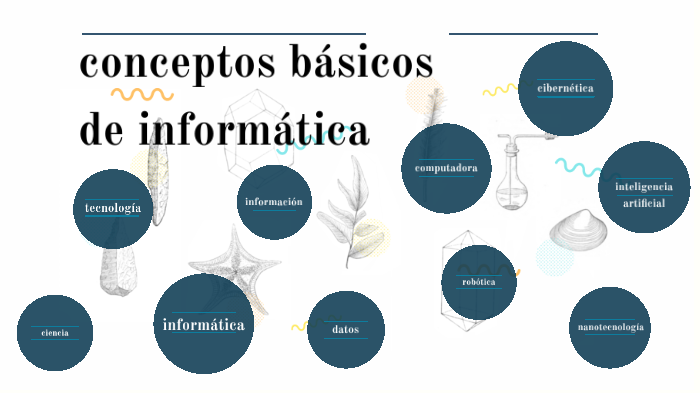 conceptos básicos
de informática
cibernética
computadora
inteligencia
artificial
tecnología
información
robótica
ciencia
informática
datos
nanotecnología